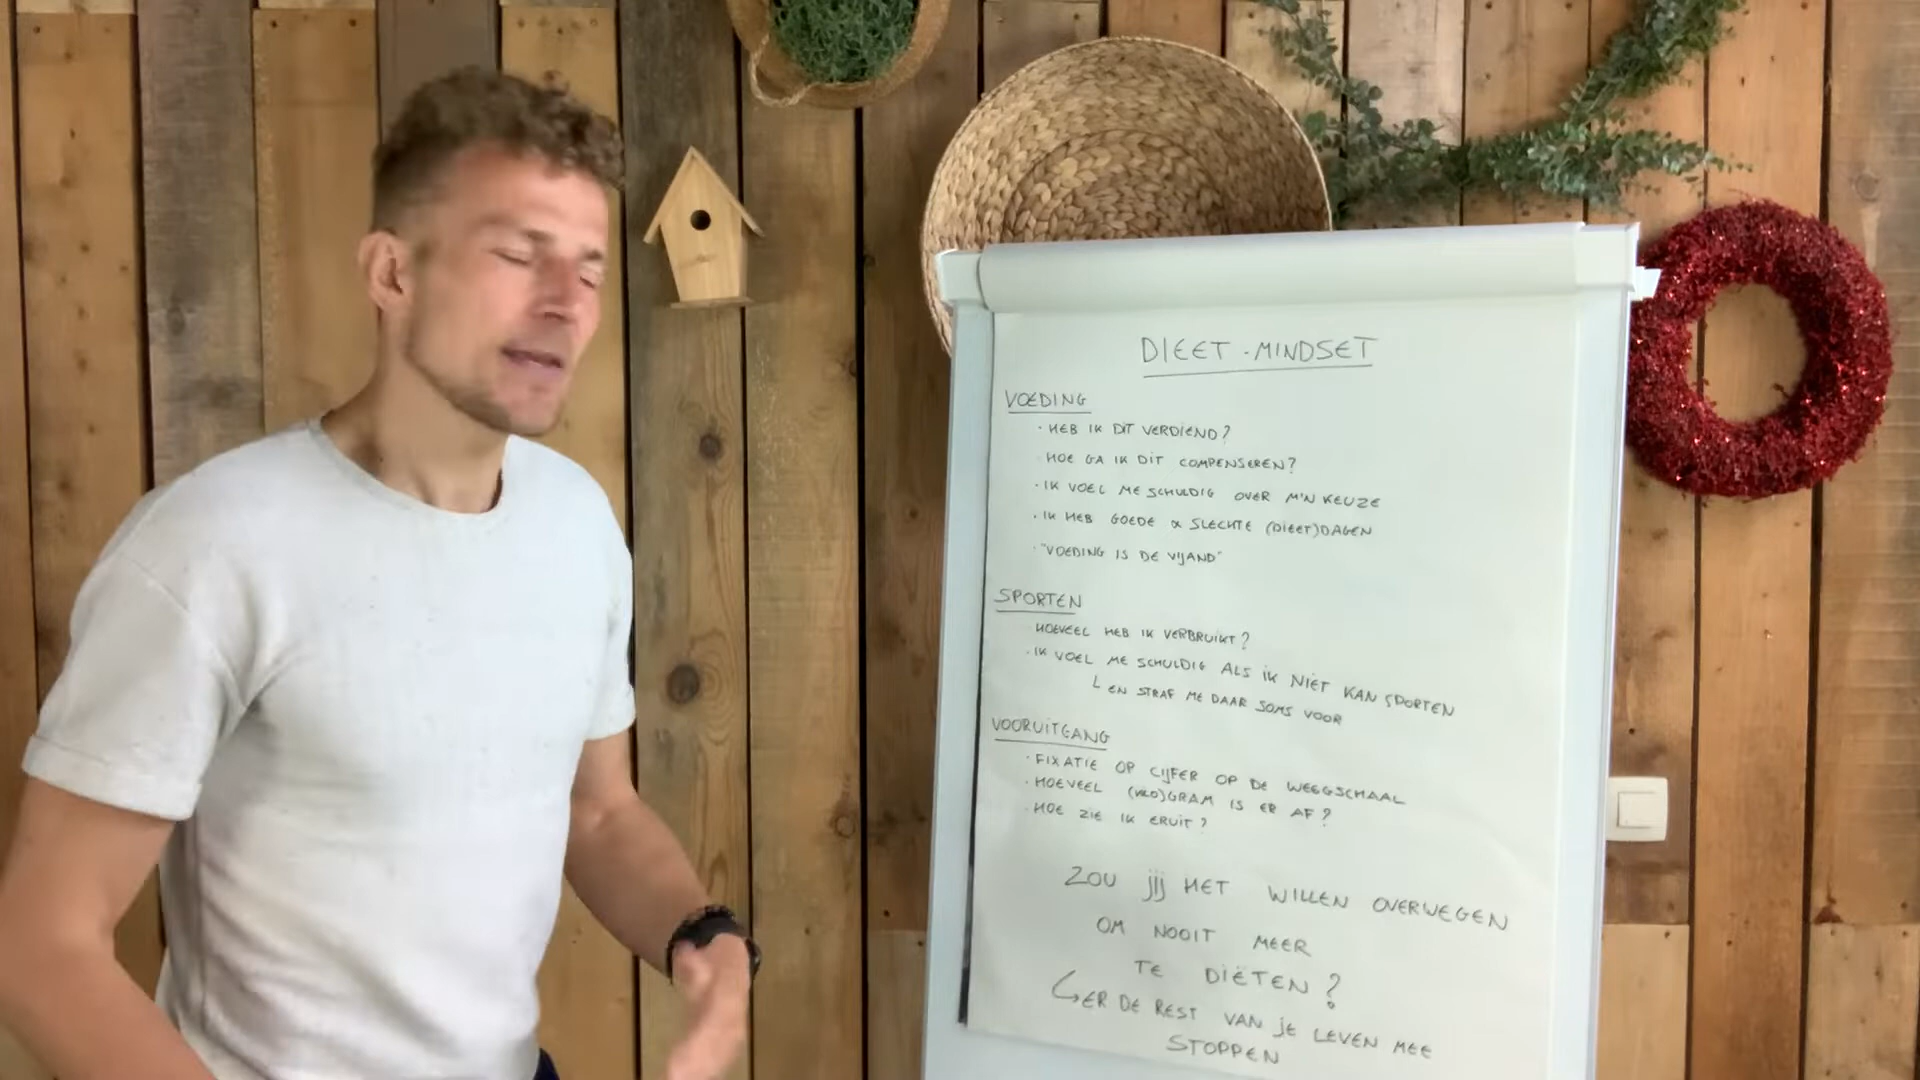 DIEET - MINDSET
VOEDING
· HEB IK DIT VERDIEND?
· HOE GA IK DIT COMPENSEREN?
· IK VOEL ME SCHULDIG OVER M'N KEUZE
· IK HEB GOEDE & SLECHTE (DIEET)DAGEN
· "VOEDING IS DE VIJAND"
SPORTEN
· HOEVEEL HEB IK VERBRUIKT?
· IK VOEL ME SCHULDIG ALS IK NIET KAN SPORTEN
L EN STRAF ME DAAR SOMS VOOR
VOORUITGANG
· FIXATIE OP CIJFER OP DE WEEGSCHAAL
· HOEVEEL (KILO)GRAM IS ER AF?
· HOE ZIE IK ERUIT?
ZOU JIJ HET WILLEN OVERWEGEN
OM NOOIT MEER
TE DIËTEN?
↪ ER DE REST VAN JE LEVEN MEE
STOPPEN